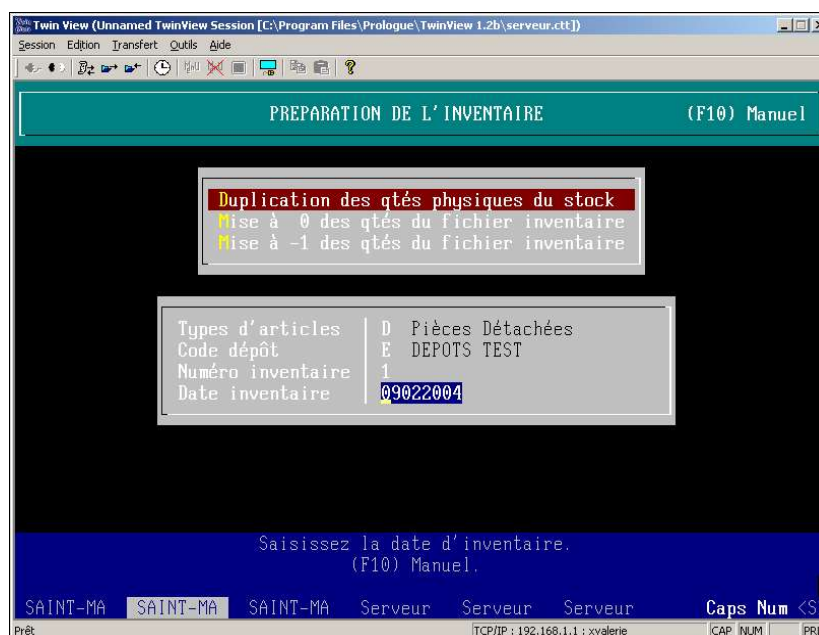 Twin View (Unnamed TwinView Session [C:\Program Files\Prologue\TwinView 1.2b\serveur.ctt])
Session Edition Transfert Outils Aide
PREPARATION DE L'INVENTAIRE (F10) Manuel
Duplication des qtés physiques du stock
Mise à 0 des qtés du fichier inventaire
Mise à -1 des qtés du fichier inventaire
Types d'articles D Pièces Détachées
Code dépôt E DEPOTS TEST
Numéro inventaire 1
Date inventaire 09022004
Saisissez la date d'inventaire.
(F10) Manuel.
SAINT-MA SAINT-MA SAINT-MA Serveur Serveur Serveur Caps Num <S
Prêt TCP/IP : 192.168.1.1 : xvalerie CAP NUM PRI